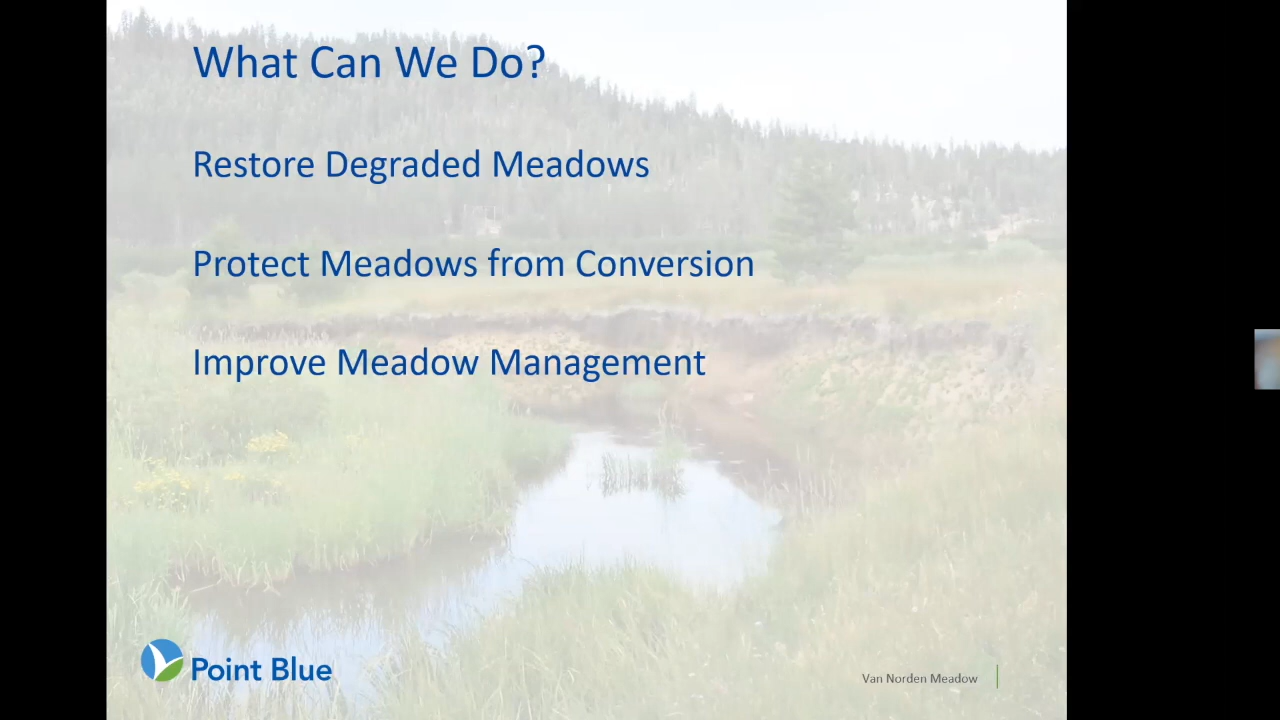 What Can We Do?
Restore Degraded Meadows
Protect Meadows from Conversion
Improve Meadow Management
Point Blue
Van Norden Meadow